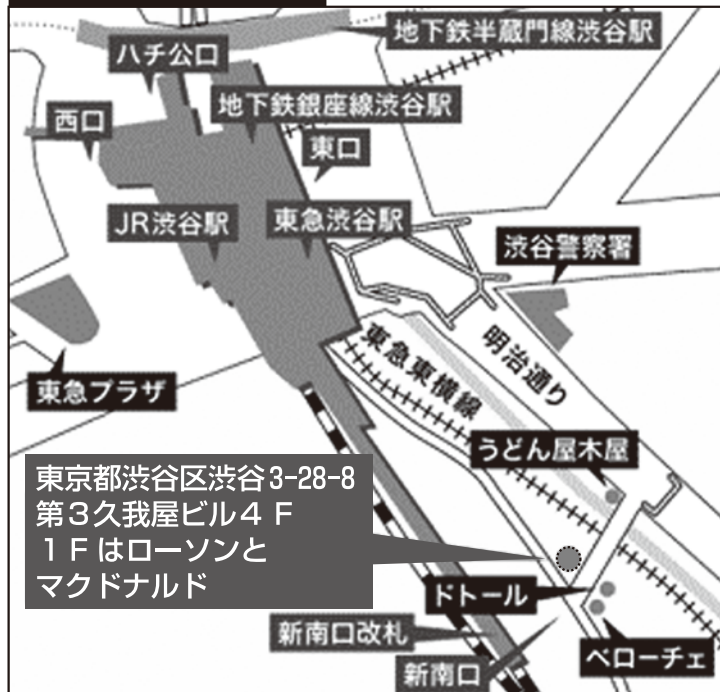 地下鉄半蔵門線渋谷駅
ハチ公口
地下鉄銀座線渋谷駅
西口
東口
JR渋谷駅
東急渋谷駅
渋谷警察署
東急プラザ
東急東横線
明治通り
うどん屋木屋
東京都渋谷区渋谷3-28-8
第3久我屋ビル4F
1Fはローソンと
マクドナルド
ドトール
新南口改札
ベローチェ
新南口